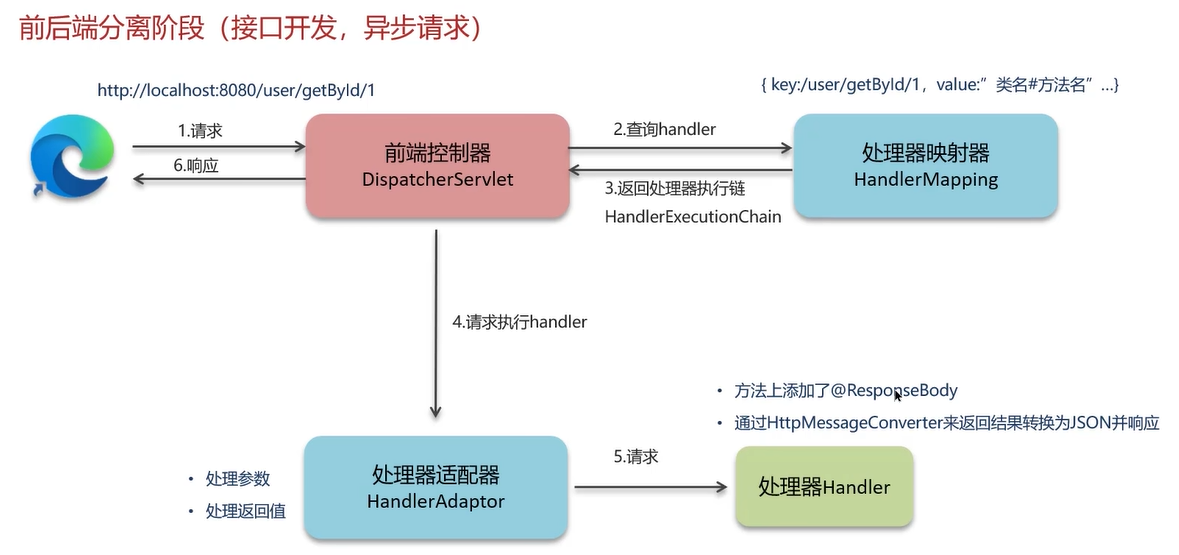 前后端分离阶段（接口开发，异步请求）
http://localhost:8080/user/getById/1
{ key:/user/getById/1，value:”类名#方法名”...}
1.请求
6.响应
前端控制器
DispatcherServlet
2.查询handler
3.返回处理器执行链
HandlerExecutionChain
处理器映射器
HandlerMapping
4.请求执行handler
• 方法上添加了@ResponseBody
• 通过HttpMessageConverter来返回结果转换为JSON并响应
• 处理参数
• 处理返回值
处理器适配器
HandlerAdaptor
5.请求
处理器Handler